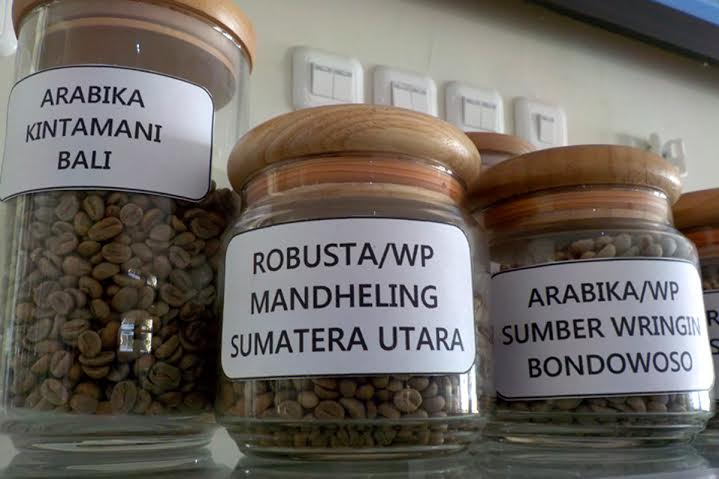 ARABIKA
KINTAMANI
BALI
ROBUSTA/WP
MANDHELING
SUMATERA UTARA
ARABIKA/WP
SUMBER WRINGIN
BONDOWOSO